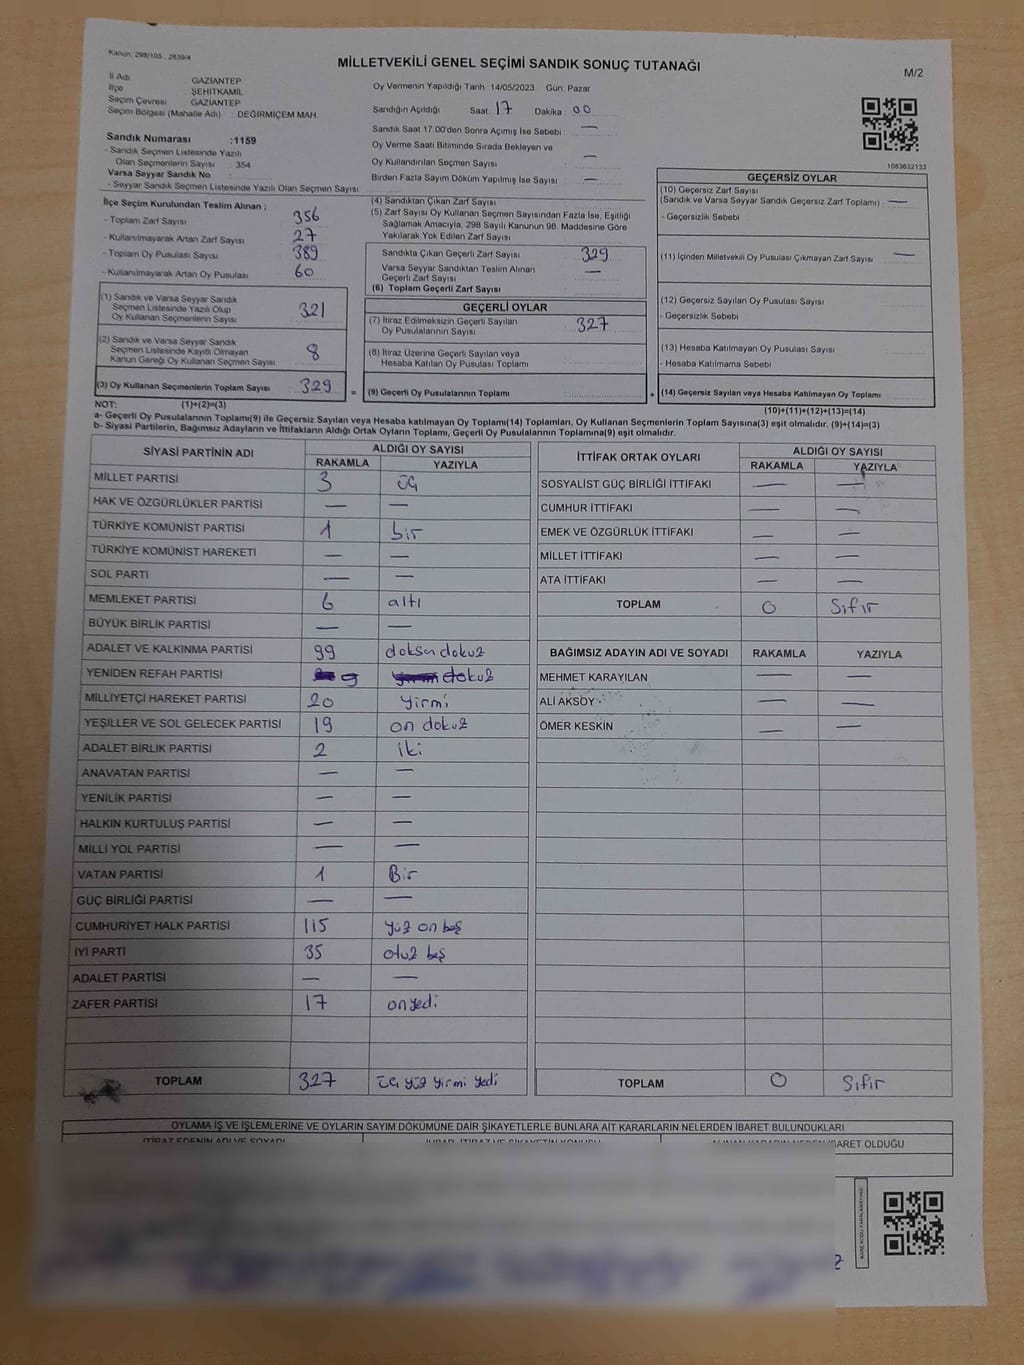 Kanun; 298/105 , 2839/4
MİLLETVEKİLİ GENEL SEÇİMİ SANDIK SONUÇ TUTANAĞI
M/2
İl Adı : GAZİANTEP
İlçe : ŞEHİTKAMİL
Seçim Çevresi : GAZİANTEP
Seçim Bölgesi (Mahalle Adı) : DEĞİRMİÇEM MAH.
Sandık Numarası :1159
- Sandık Seçmen Listesinde Yazılı
Olan Seçmenlerin Sayısı : 354
Varsa Seyyar Sandık No :
- Seyyar Sandık Seçmen Listesinde Yazılı Olan Seçmen Sayısı:
Oy Vermenin Yapıldığı Tarih :14/05/2023 Gün: Pazar
Sandığın Açıldığı Saat: 17 Dakika: 00
Sandık Saat 17.00'den Sonra Açımış İse Sebebi : —
Oy Verme Saati Bitiminde Sırada Bekleyen ve
Oy Kullandırılan Seçmen Sayısı : —
Birden Fazla Sayım Döküm Yapılmış İse Sayısı : —
1083632133
İlçe Seçim Kurulundan Teslim Alınan ;
- Toplam Zarf Sayısı : 356
- Kullanılmayarak Artan Zarf Sayısı : 27
- Toplam Oy Pusulası Sayısı : 389
- Kullanılmayarak Artan Oy Pusulası : 60
(1) Sandık ve Varsa Seyyar Sandık
Seçmen Listesinde Yazılı Olup
Oy Kullanan Seçmenlerin Sayısı : 321
(2) Sandık ve Varsa Seyyar Sandık
Seçmen Listesinde Kayıtlı Olmayan
Kanun Gereği Oy Kullanan Seçmen Sayısı : 8
(3) Oy Kullanan Seçmenlerin Toplam Sayısı : 329
(4) Sandıktan Çıkan Zarf Sayısı :
(5) Zarf Sayısı Oy Kullanan Seçmen Sayısından Fazla İse, Eşitliği
Sağlamak Amacıyla, 298 Sayılı Kanunun 98. Maddesine Göre
Yakılarak Yok Edilen Zarf Sayısı :
Sandıkta Çıkan Geçerli Zarf Sayısı : 329
Varsa Seyyar Sandıktan Teslim Alınan
Geçerli Zarf Sayısı : —
(6) Toplam Geçerli Zarf Sayısı :
GEÇERLİ OYLAR
(7) İtiraz Edilmeksizin Geçerli Sayılan
Oy Pusulalarının Sayısı : 327
(8) İtiraz Üzerine Geçerli Sayılan veya
Hesaba Katılan Oy Pusulası Toplamı :
= (9) Geçerli Oy Pusulalarının Toplamı :
GEÇERSİZ OYLAR
(10) Geçersiz Zarf Sayısı
(Sandık ve Varsa Seyyar Sandık Geçersiz Zarf Toplamı) : —
- Geçersizlik Sebebi :
(11) İçinden Milletvekili Oy Pusulası Çıkmayan Zarf Sayısı : —
(12) Geçersiz Sayılan Oy Pusulası Sayısı :
- Geçersizlik Sebebi :
(13) Hesaba Katılmayan Oy Pusulası Sayısı :
- Hesaba Katılmama Sebebi :
+ (14) Geçersiz Sayılan veya Hesaba Katılmayan Oy Toplamı :
NOT: (1)+(2)=(3)
(10)+(11)+(12)+(13)=(14)
a- Geçerli Oy Pusulalarının Toplamı(9) ile Geçersiz Sayılan veya Hesaba katılmayan Oy Toplamı(14) Toplamları, Oy Kullanan Seçmenlerin Toplam Sayısına(3) eşit olmalıdır. (9)+(14)=(3)
b- Siyasi Partilerin, Bağımsız Adayların ve İttifakların Aldığı Ortak Oyların Toplamı, Geçerli Oy Pusulalarının Toplamına(9) eşit olmalıdır.
SİYASİ PARTİNİN ADI ALDIĞI OY SAYISI
RAKAMLA YAZIYLA
MİLLET PARTİSİ 3 üç
HAK VE ÖZGÜRLÜKLER PARTİSİ — —
TÜRKİYE KOMÜNİST PARTİSİ 1 bir
TÜRKİYE KOMÜNİST HAREKETİ — —
SOL PARTİ — —
MEMLEKET PARTİSİ 6 altı
BÜYÜK BİRLİK PARTİSİ — —
ADALET VE KALKINMA PARTİSİ 99 doksan dokuz
YENİDEN REFAH PARTİSİ 9 dokuz
MİLLİYETÇİ HAREKET PARTİSİ 20 yirmi
YEŞİLLER VE SOL GELECEK PARTİSİ 19 on dokuz
ADALET BİRLİK PARTİSİ 2 iki
ANAVATAN PARTİSİ — —
YENİLİK PARTİSİ — —
HALKIN KURTULUŞ PARTİSİ — —
MİLLİ YOL PARTİSİ — —
VATAN PARTİSİ 1 Bir
GÜÇ BİRLİĞİ PARTİSİ — —
CUMHURİYET HALK PARTİSİ 115 yüz on beş
İYİ PARTİ 35 otuz beş
ADALET PARTİSİ — —
ZAFER PARTİSİ 17 onyedi
TOPLAM 327 üç yüz yirmi yedi
İTTİFAK ORTAK OYLARI ALDIĞI OY SAYISI
RAKAMLA YAZIYLA
SOSYALİST GÜÇ BİRLİĞİ İTTİFAKI — —
CUMHUR İTTİFAKI — —
EMEK VE ÖZGÜRLÜK İTTİFAKI — —
MİLLET İTTİFAKI — —
ATA İTTİFAKI — —
TOPLAM 0 Sıfır
BAĞIMSIZ ADAYIN ADI VE SOYADI RAKAMLA YAZIYLA
MEHMET KARAYILAN — —
ALİ AKSOY — —
ÖMER KESKİN — —
TOPLAM 0 Sıfır
OYLAMA İŞ VE İŞLEMLERİNE VE OYLARIN SAYIM DÖKÜMÜNE DAİR ŞİKAYETLERLE BUNLARA AİT KARARLARIN NELERDEN İBARET BULUNDUKLARI
İTİRAZ EDENİN ADI VE SOYADI